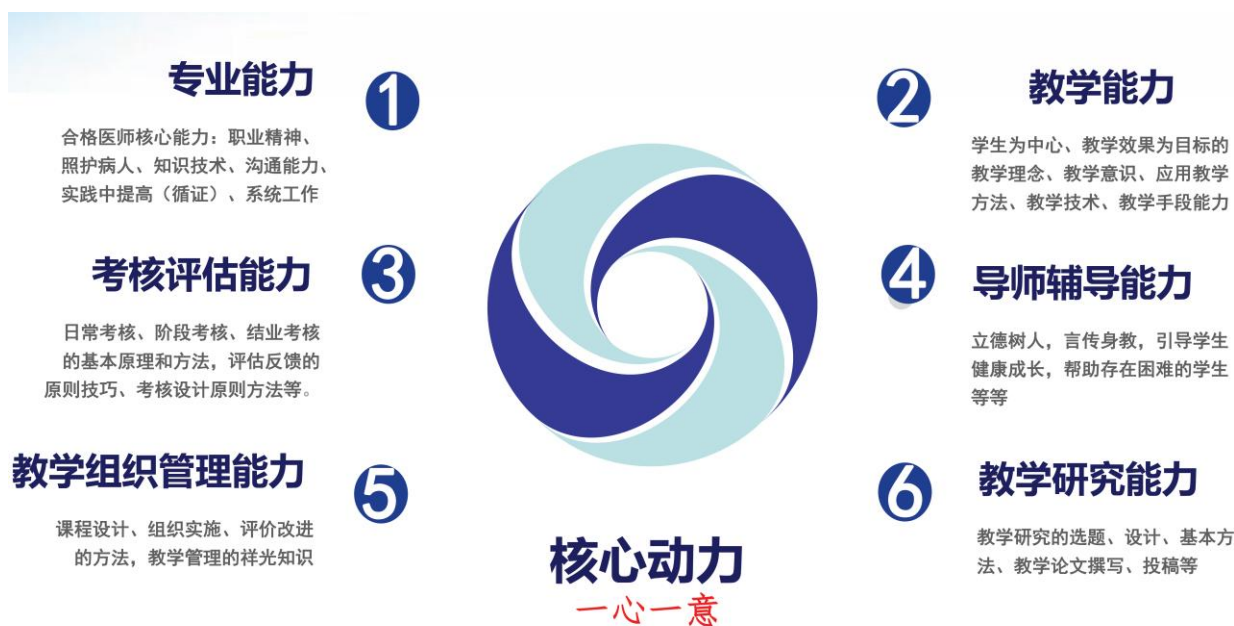 专业能力
1
合格医师核心能力：职业精神、
照护病人、知识技术、沟通能力、
实践中提高（循证）、系统工作
2
教学能力
学生为中心、教学效果为目标的
教学理念、教学意识、应用教学
方法、教学技术、教学手段能力
考核评估能力
3
日常考核、阶段考核、结业考核
的基本原理和方法，评估反馈的
原则技巧、考核设计原则方法等。
4
导师辅导能力
立德树人，言传身教，引导学生
健康成长，帮助存在困难的学生
等等
教学组织管理能力
5
课程设计、组织实施、评价改进
的方法，教学管理的祥光知识
6
教学研究能力
教学研究的选题、设计、基本方
法、教学论文撰写、投稿等
核心动力
一心一意